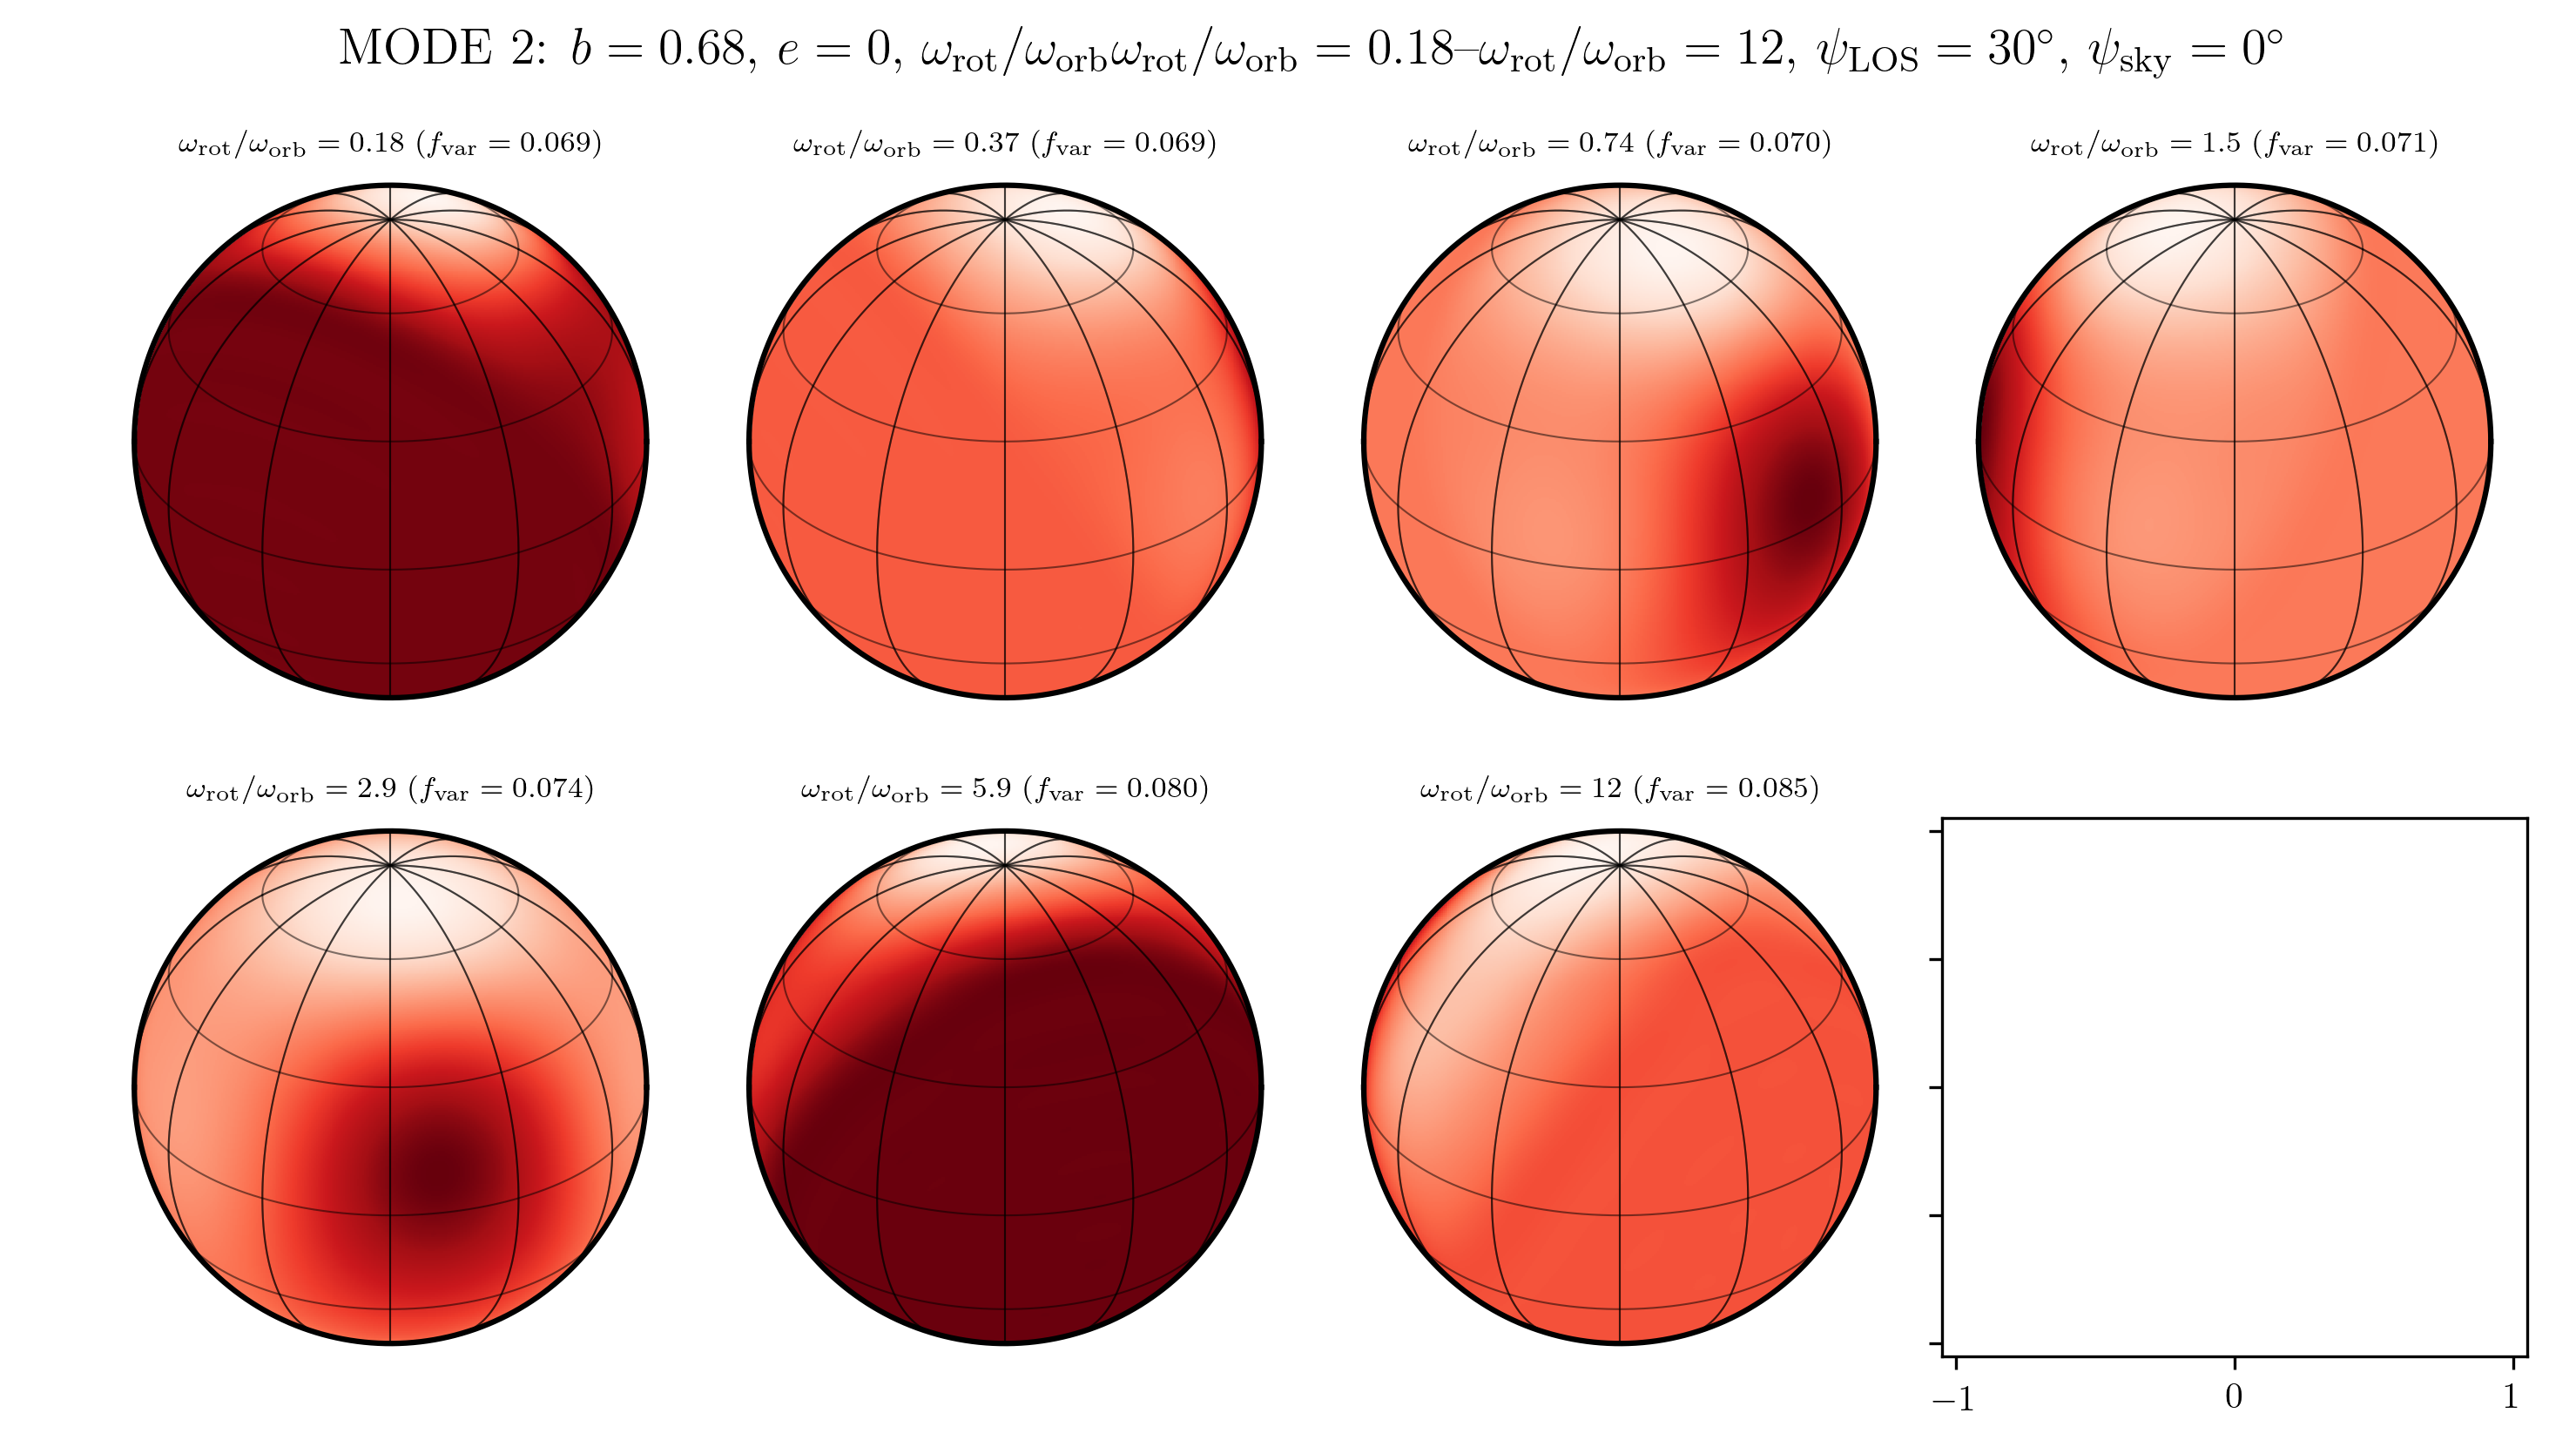 MODE 2: b = 0.68, e = 0, ω_rot/ω_orbω_rot/ω_orb = 0.18–ω_rot/ω_orb = 12, ψ_LOS = 30°, ψ_sky = 0°
ω_rot/ω_orb = 0.18 (f_var = 0.069)
ω_rot/ω_orb = 0.37 (f_var = 0.069)
ω_rot/ω_orb = 0.74 (f_var = 0.070)
ω_rot/ω_orb = 1.5 (f_var = 0.071)
ω_rot/ω_orb = 2.9 (f_var = 0.074)
ω_rot/ω_orb = 5.9 (f_var = 0.080)
ω_rot/ω_orb = 12 (f_var = 0.085)
−1 0 1